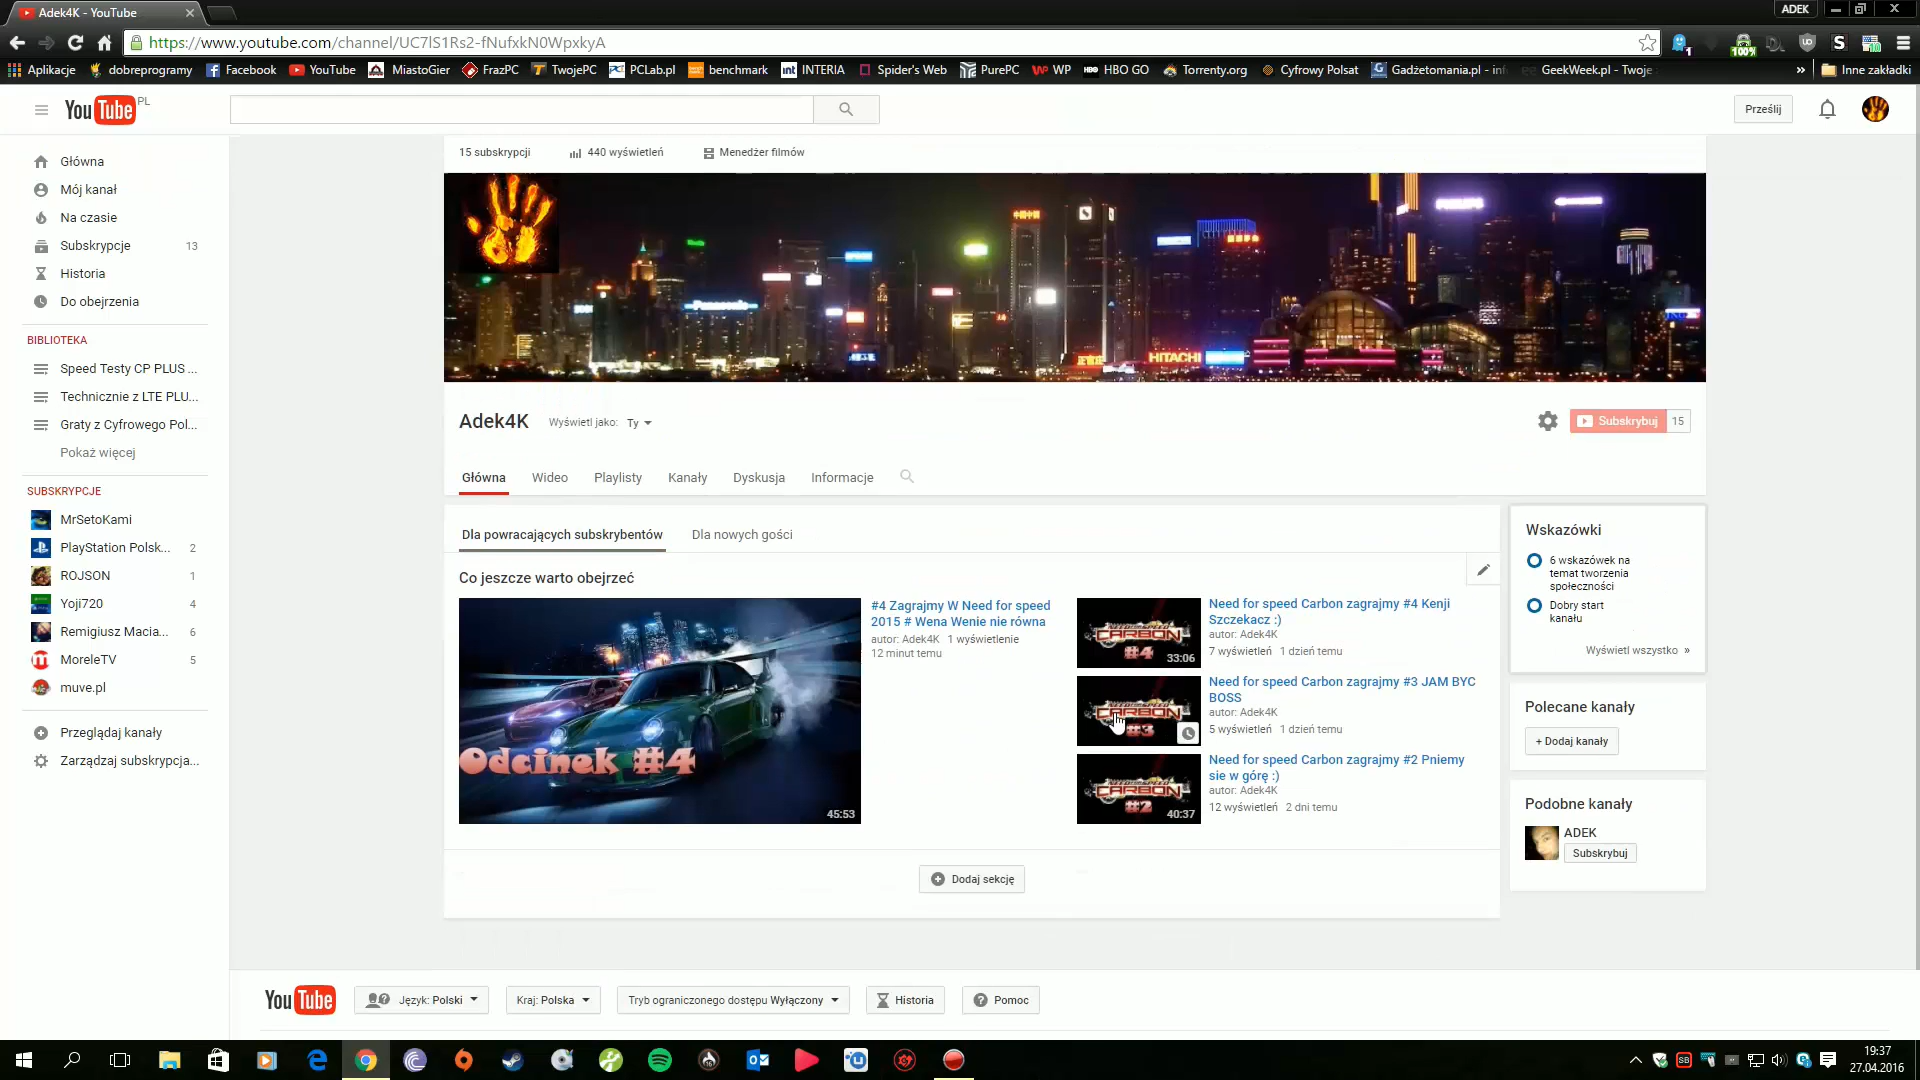 Adek4K - YouTube
ADEK
https://www.youtube.com/channel/UC7lS1Rs2-fNufxkN0WpxkyA
1
100%
S
Aplikacje
dobreprogramy
Facebook
YouTube
MiastoGier
FrazPC
TwojePC
PCLab.pl
benchmark
int INTERIA
Spider's Web
PurePC
WP
HBO GO
Torrenty.org
Cyfrowy Polsat
Gadżetomania.pl - inf
GeekWeek.pl - Twoje
»
Inne zakładki
YouTube PL
Prześlij
Główna
Mój kanał
Na czasie
Subskrypcje 13
Historia
Do obejrzenia
BIBLIOTEKA
Speed Testy CP PLUS ...
Technicznie z LTE PLU...
Graty z Cyfrowego Pol...
Pokaż więcej
SUBSKRYPCJE
MrSetoKami
PlayStation Polsk... 2
ROJSON 1
Yoji720 4
Remigiusz Macia... 6
MoreleTV 5
muve.pl
Przeglądaj kanały
Zarządzaj subskrypcja...
15 subskrypcji
440 wyświetleń
Menedżer filmów
PHILIPS
Panasonic
HITACHI
Adek4K
Wyświetl jako: Ty
Subskrybuj 15
Główna
Wideo
Playlisty
Kanały
Dyskusja
Informacje
Dla powracających subskrybentów
Dla nowych gości
Co jeszcze warto obejrzeć
Odcinek #4
45:53
#4 Zagrajmy W Need for speed
2015 # Wena Wenie nie równa
autor: Adek4K 1 wyświetlenie
12 minut temu
CARBON
#4
33:06
Need for speed Carbon zagrajmy #4 Kenji
Szczekacz :)
autor: Adek4K
7 wyświetleń 1 dzień temu
CARBON
#3
Need for speed Carbon zagrajmy #3 JAM BYC
BOSS
autor: Adek4K
5 wyświetleń 1 dzień temu
CARBON
#2
40:37
Need for speed Carbon zagrajmy #2 Pniemy
sie w górę :)
autor: Adek4K
12 wyświetleń 2 dni temu
Dodaj sekcję
Wskazówki
6 wskazówek na
temat tworzenia
społeczności
Dobry start
kanału
Wyświetl wszystko »
Polecane kanały
+ Dodaj kanały
Podobne kanały
ADEK
Subskrybuj
YouTube
Język: Polski
Kraj: Polska
Tryb ograniczonego dostępu Wyłączony
Historia
Pomoc
19:37
27.04.2016